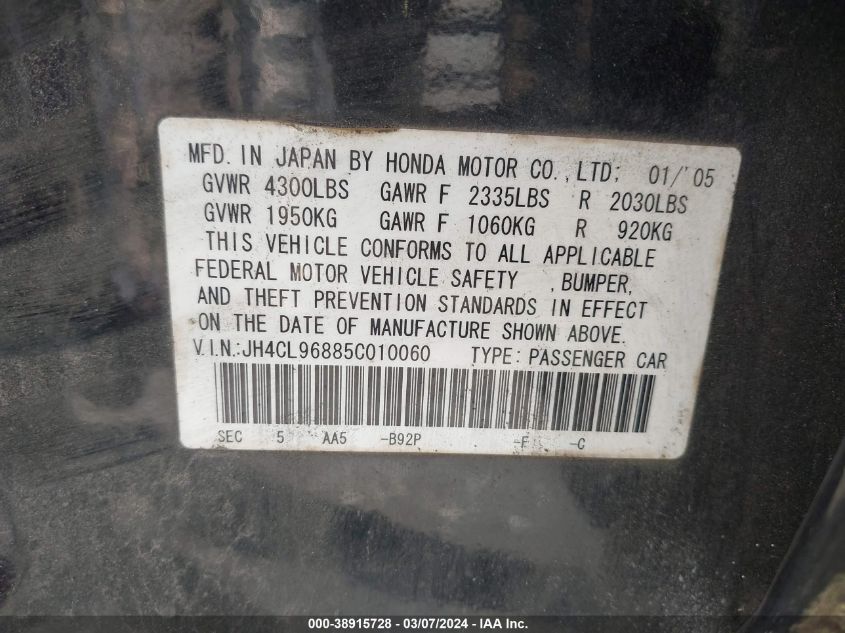 MFD. IN JAPAN BY HONDA MOTOR CO., LTD; 01/'05
GVWR 4300LBS GAWR F 2335LBS R 2030LBS
GVWR 1950KG GAWR F 1060KG R 920KG
THIS VEHICLE CONFORMS TO ALL APPLICABLE
FEDERAL MOTOR VEHICLE SAFETY , BUMPER,
AND THEFT PREVENTION STANDARDS IN EFFECT
ON THE DATE OF MANUFACTURE SHOWN ABOVE.
V.I.N.:JH4CL96885C010060 TYPE: PASSENGER CAR
SEC 5 AA5 -B92P . -F -C
000-38915728 - 03/07/2024 - IAA Inc.